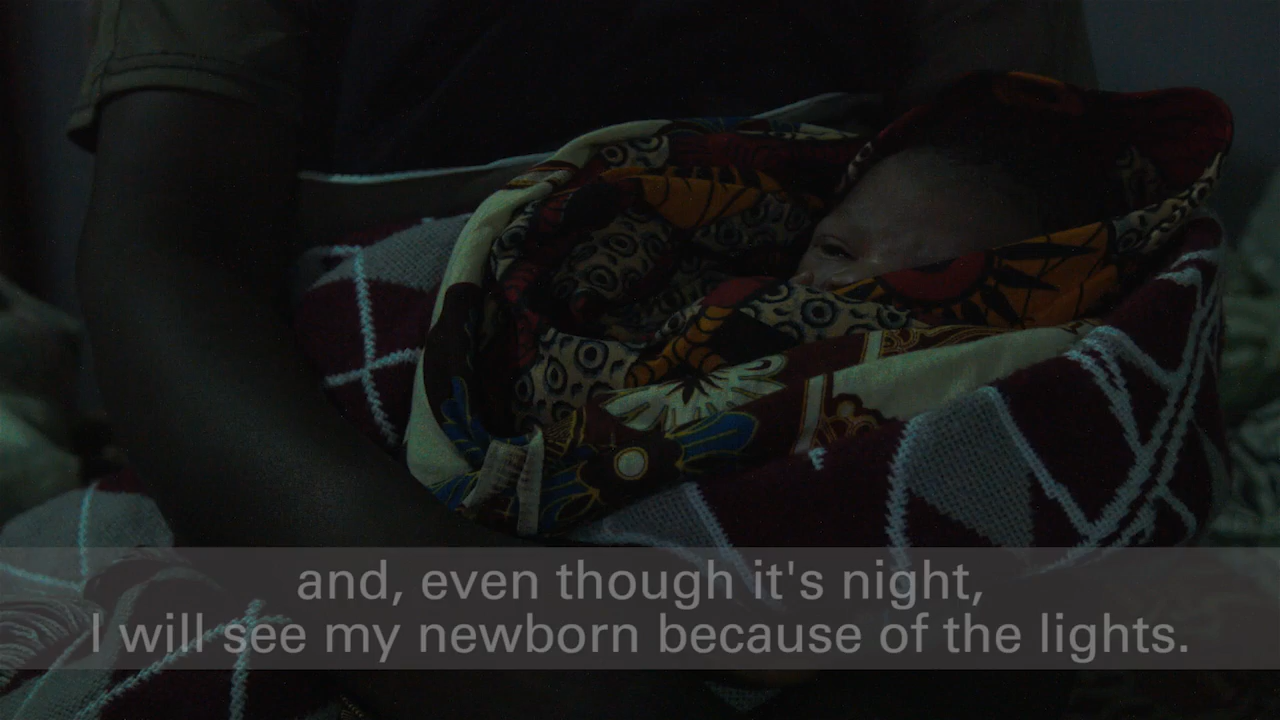 and, even though it's night,
I will see my newborn because of the lights.